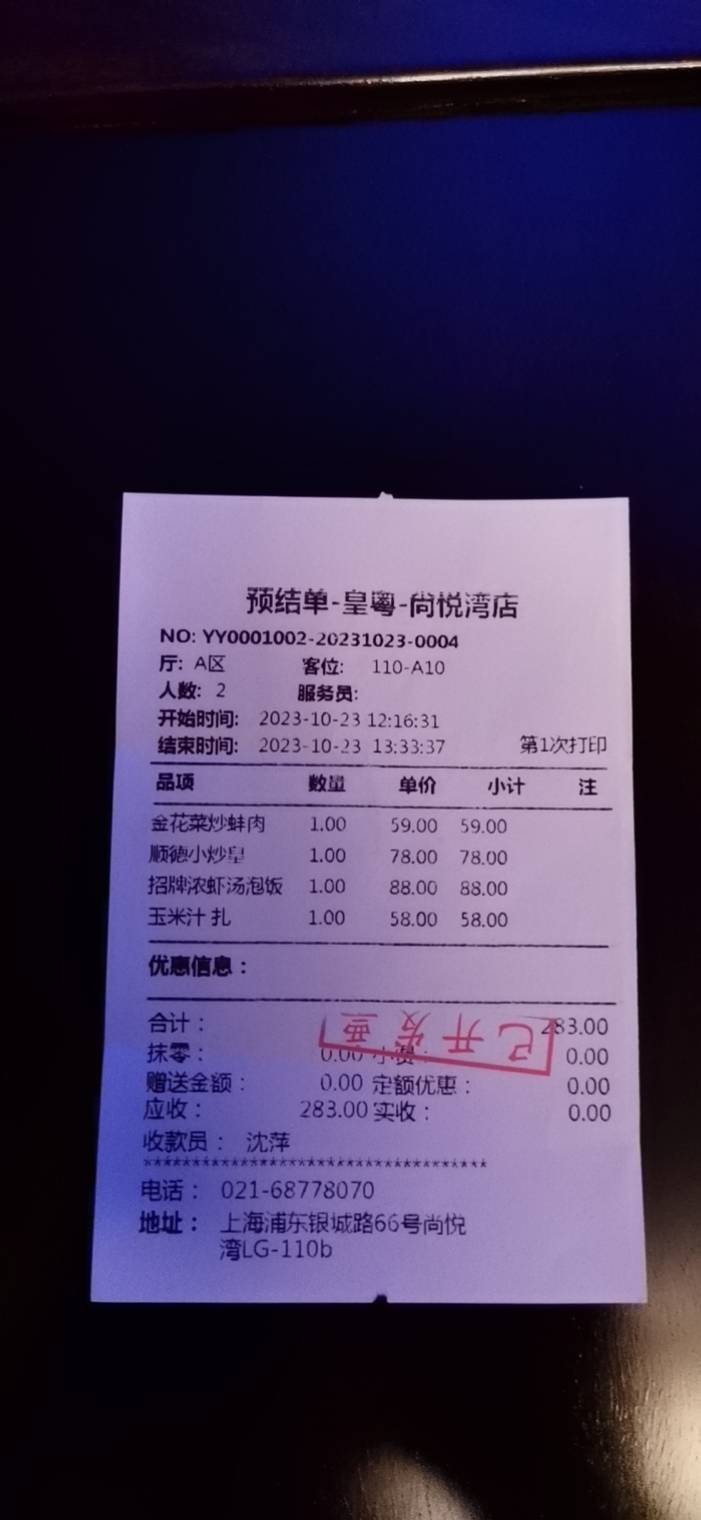 预结单-皇粤-尚悦湾店
NO: YY0001002-20231023-0004
厅: A区 客位: 110-A10
人数: 2 服务员:
开始时间: 2023-10-23 12:16:31
结束时间: 2023-10-23 13:33:37 第1次打印
品项 数量 单价 小计 注
金花菜炒蚌肉 1.00 59.00 59.00
顺德小炒皇 1.00 78.00 78.00
招牌浓虾汤泡饭 1.00 88.00 88.00
玉米汁 扎 1.00 58.00 58.00
优惠信息：
合计： 283.00
已开发票
抹零： 0.00 小费： 0.00
赠送金额： 0.00 定额优惠： 0.00
应收： 283.00 实收： 0.00
收款员： 沈萍
***********************************
电话： 021-68778070
地址： 上海浦东银城路66号尚悦
湾LG-110b